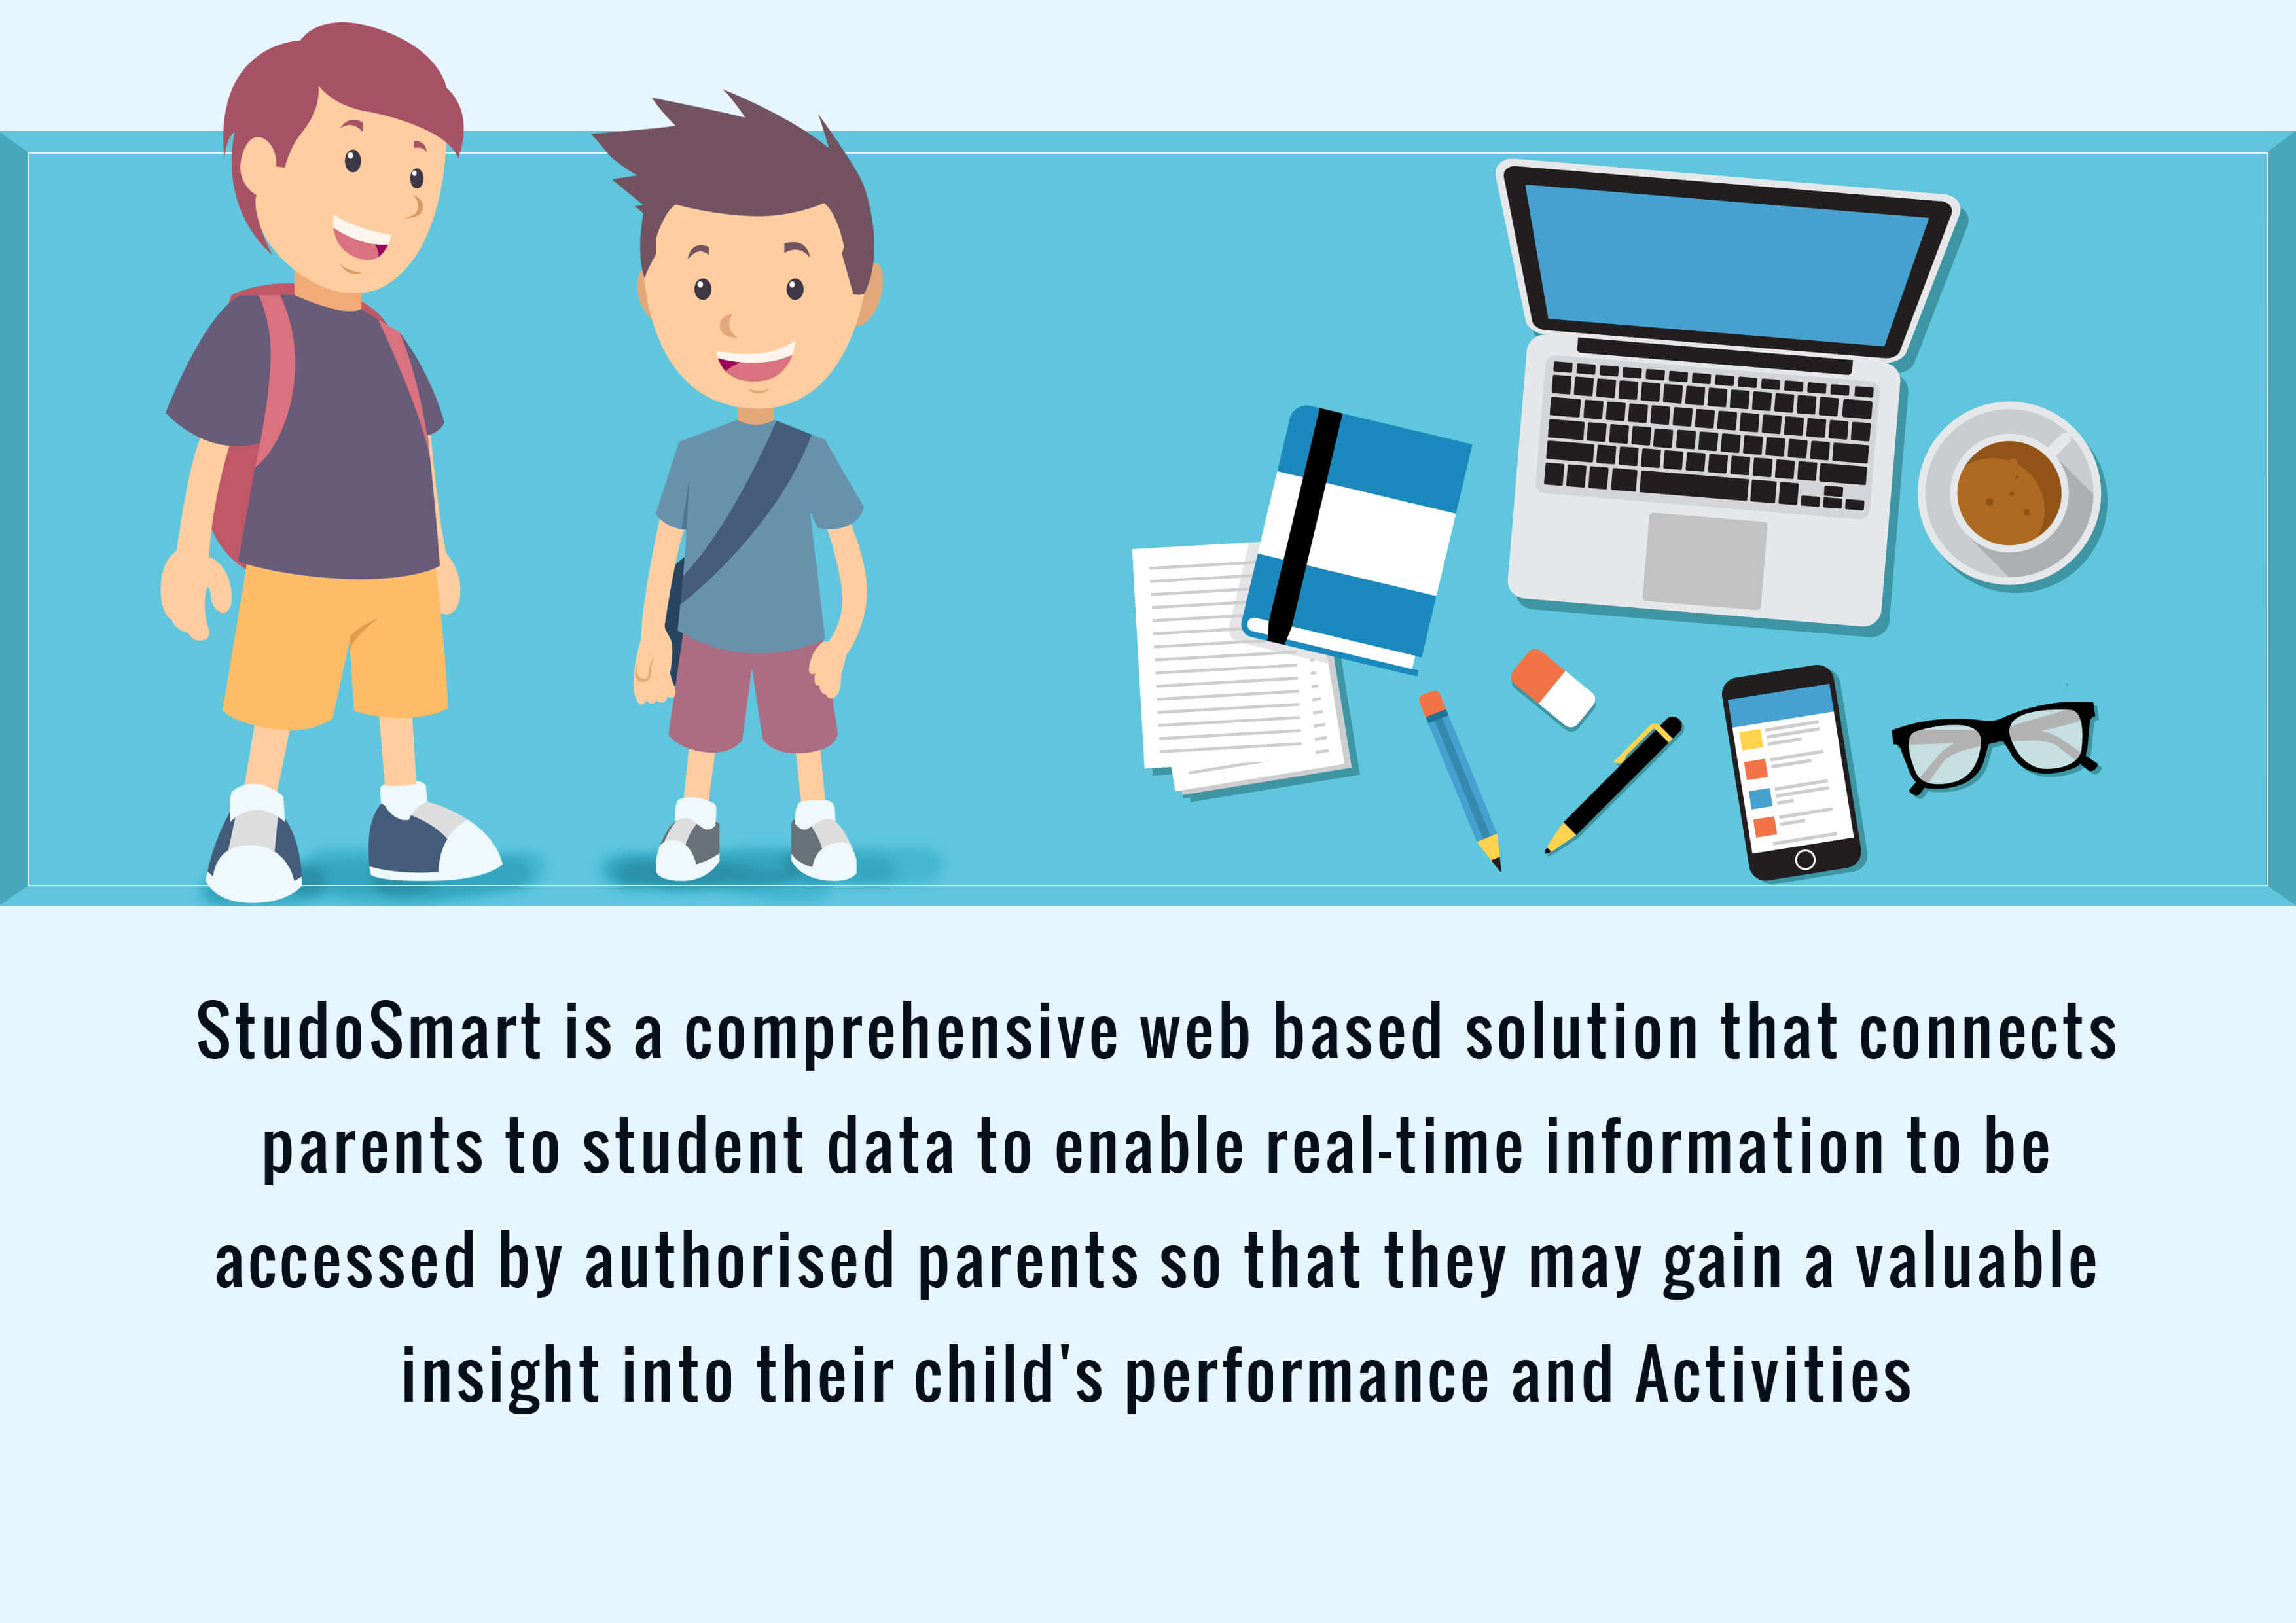 StudoSmart is a comprehensive web based solution that connects
parents to student data to enable real-time information to be
accessed by authorised parents so that they may gain a valuable
insight into their child's performance and Activities